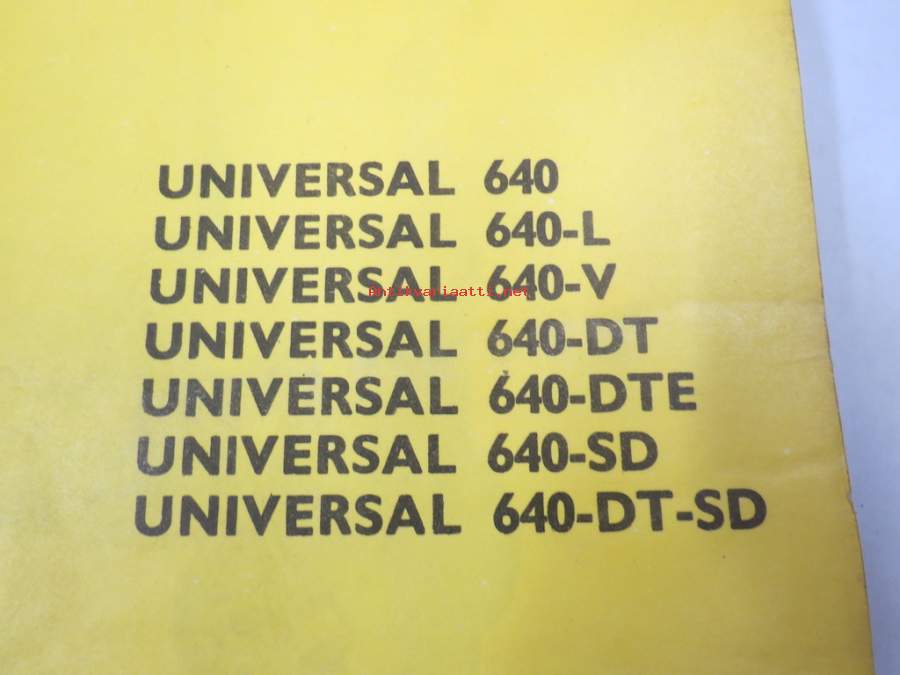 UNIVERSAL 640
UNIVERSAL 640-L
UNIVERSAL 640-V
Antikvariaatti.net
UNIVERSAL 640-DT
UNIVERSAL 640-DTE
UNIVERSAL 640-SD
UNIVERSAL 640-DT-SD